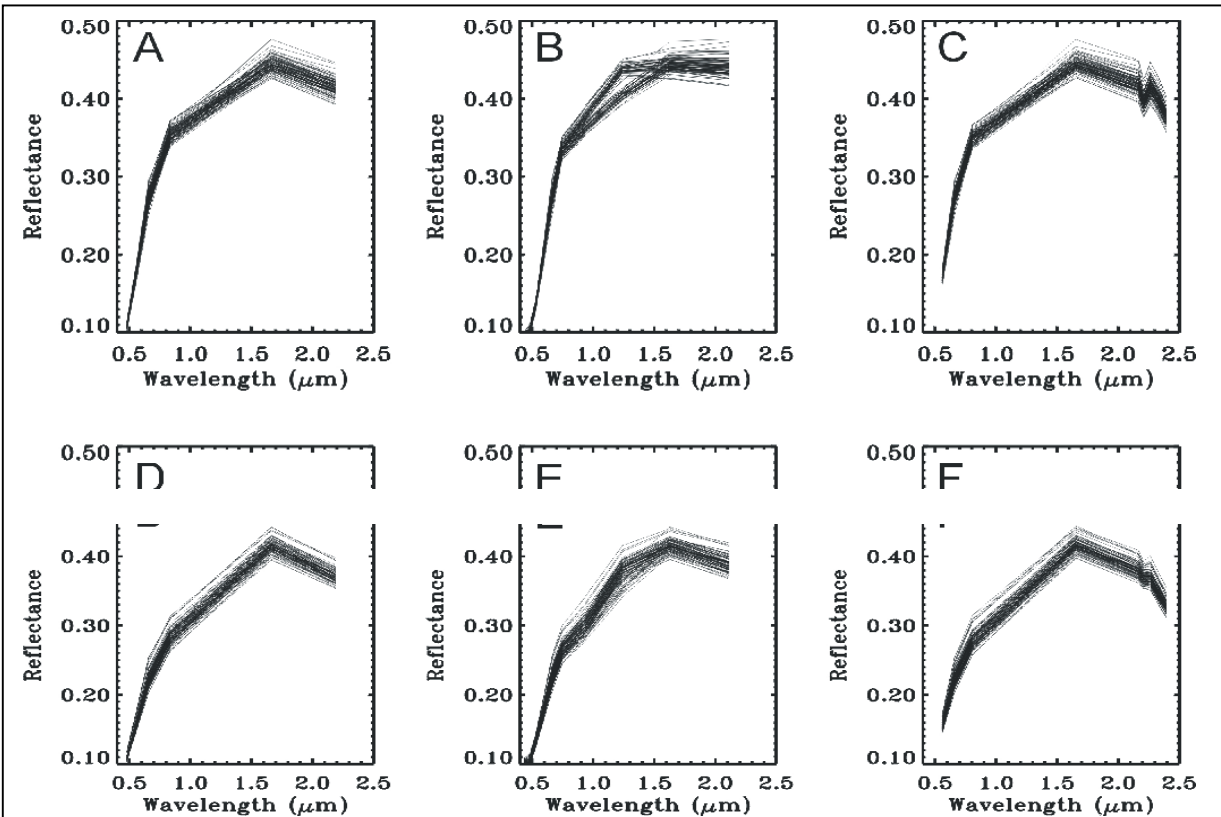 A B C
0.50 0.50 0.50
0.40 0.40 0.40
0.30 0.30 0.30
0.20 0.20 0.20
0.10 0.10 0.10
Reflectance Reflectance Reflectance
0.5 1.0 1.5 2.0 2.5 0.5 1.0 1.5 2.0 2.5 0.5 1.0 1.5 2.0 2.5
Wavelength (μm) Wavelength (μm) Wavelength (μm)
D E F
0.50 0.50 0.50
0.40 0.40 0.40
0.30 0.30 0.30
0.20 0.20 0.20
0.10 0.10 0.10
Reflectance Reflectance Reflectance
0.5 1.0 1.5 2.0 2.5 0.5 1.0 1.5 2.0 2.5 0.5 1.0 1.5 2.0 2.5
Wavelength (μm) Wavelength (μm) Wavelength (μm)